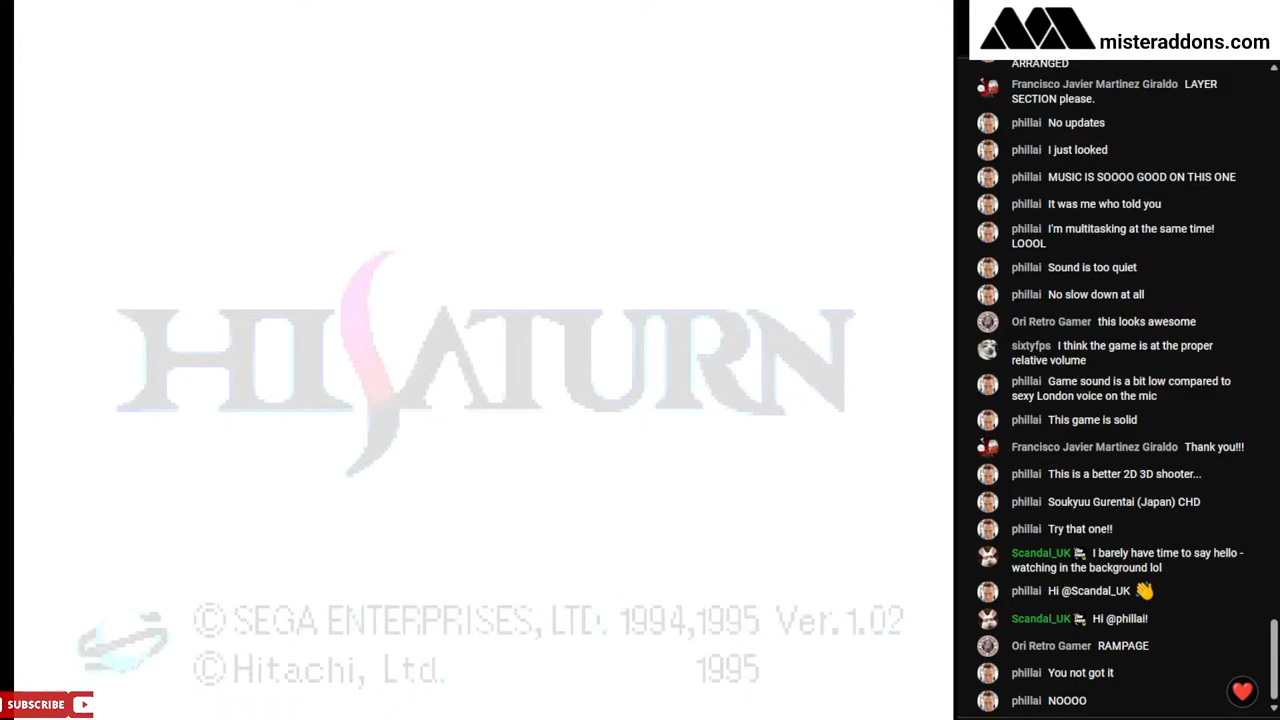 HISATURN
© SEGA ENTERPRISES, LTD. 1994,1995 Ver.1.02
© Hitachi, Ltd. 1995
SUBSCRIBE
misteraddons.com
ARRANGED
Francisco Javier Martinez Giraldo LAYER
SECTION please.
phillai No updates
phillai I just looked
phillai MUSIC IS SOOOO GOOD ON THIS ONE
phillai It was me who told you
phillai I'm multitasking at the same time!
LOOOL
phillai Sound is too quiet
phillai No slow down at all
Ori Retro Gamer this looks awesome
sixtyfps I think the game is at the proper
relative volume
phillai Game sound is a bit low compared to
sexy London voice on the mic
phillai This game is solid
Francisco Javier Martinez Giraldo Thank you!!!
phillai This is a better 2D 3D shooter...
phillai Soukyuu Gurentai (Japan) CHD
phillai Try that one!!
Scandal_UK I barely have time to say hello -
watching in the background lol
phillai Hi @Scandal_UK 👋
Scandal_UK Hi @phillai!
Ori Retro Gamer RAMPAGE
phillai You not got it
phillai NOOOO